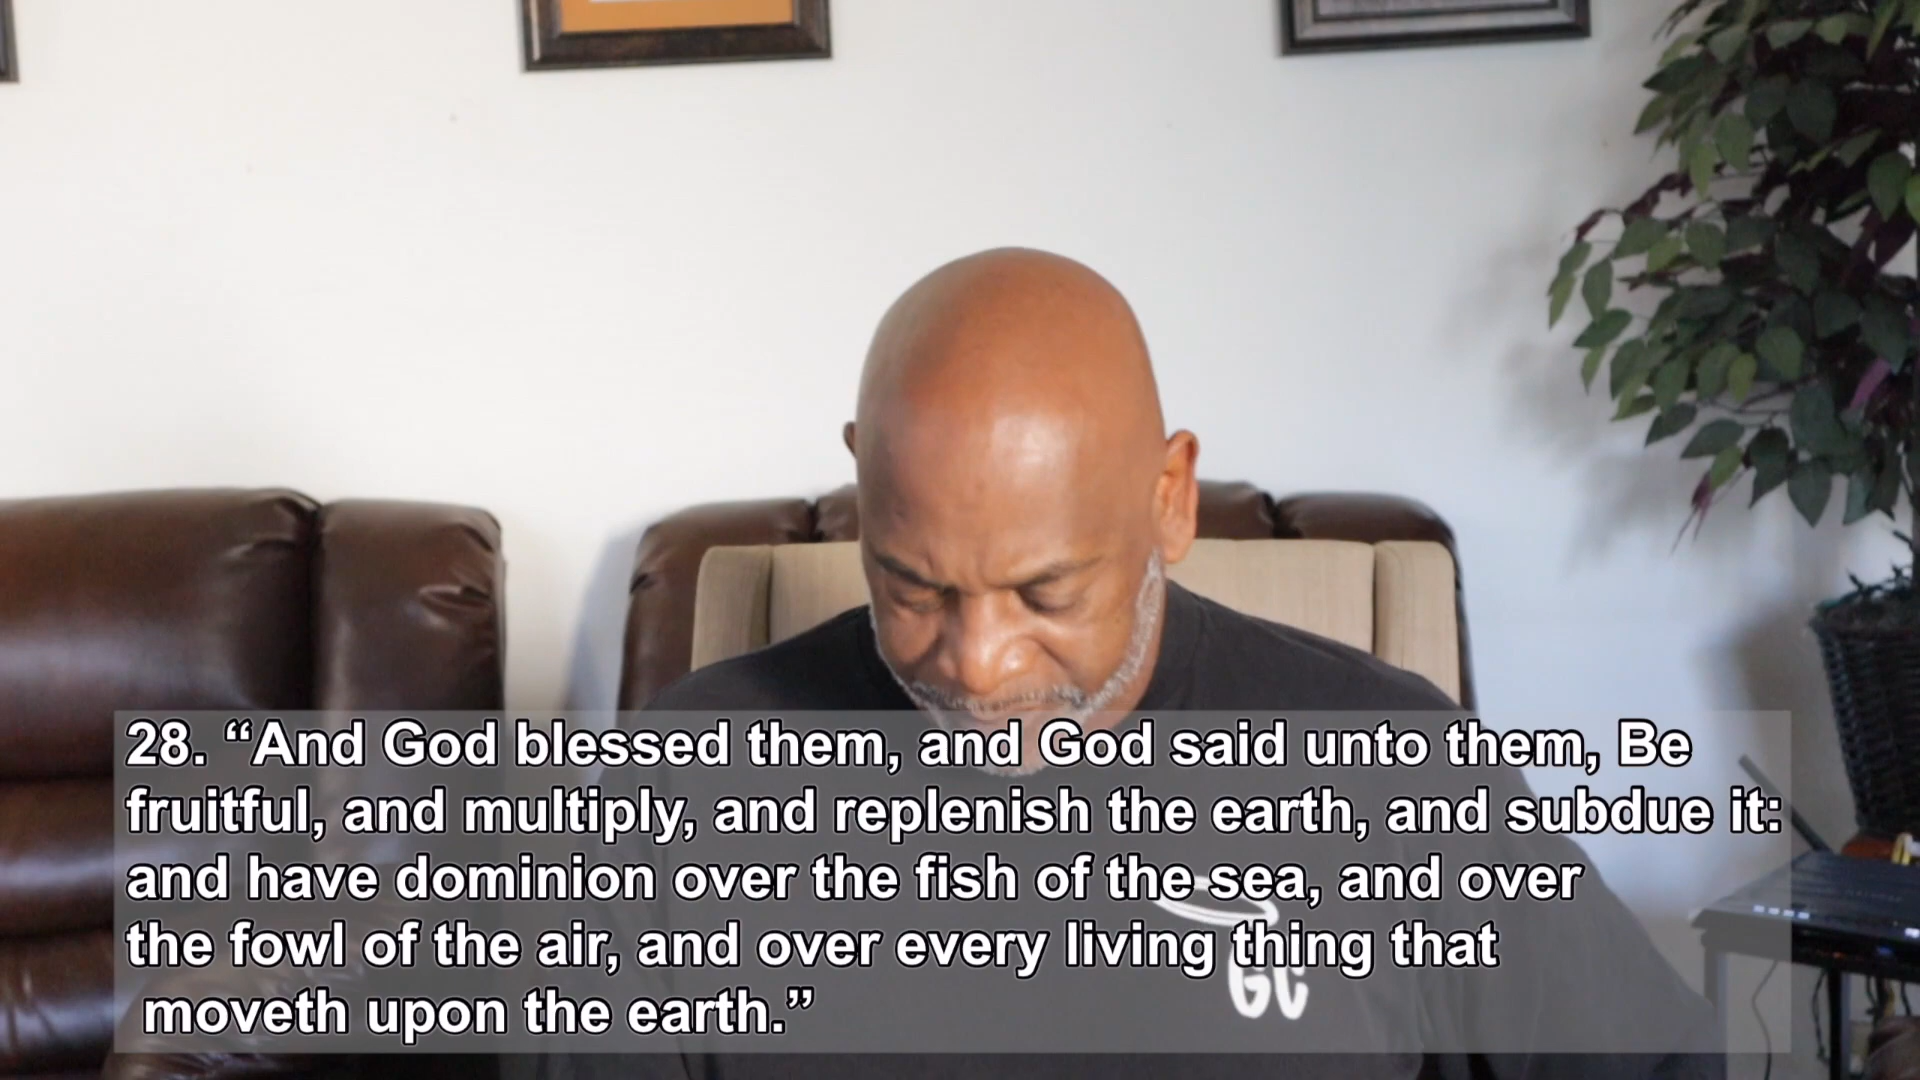 28. “And God blessed them, and God said unto them, Be
fruitful, and multiply, and replenish the earth, and subdue it:
and have dominion over the fish of the sea, and over
the fowl of the air, and over every living thing that
moveth upon the earth.”
GC